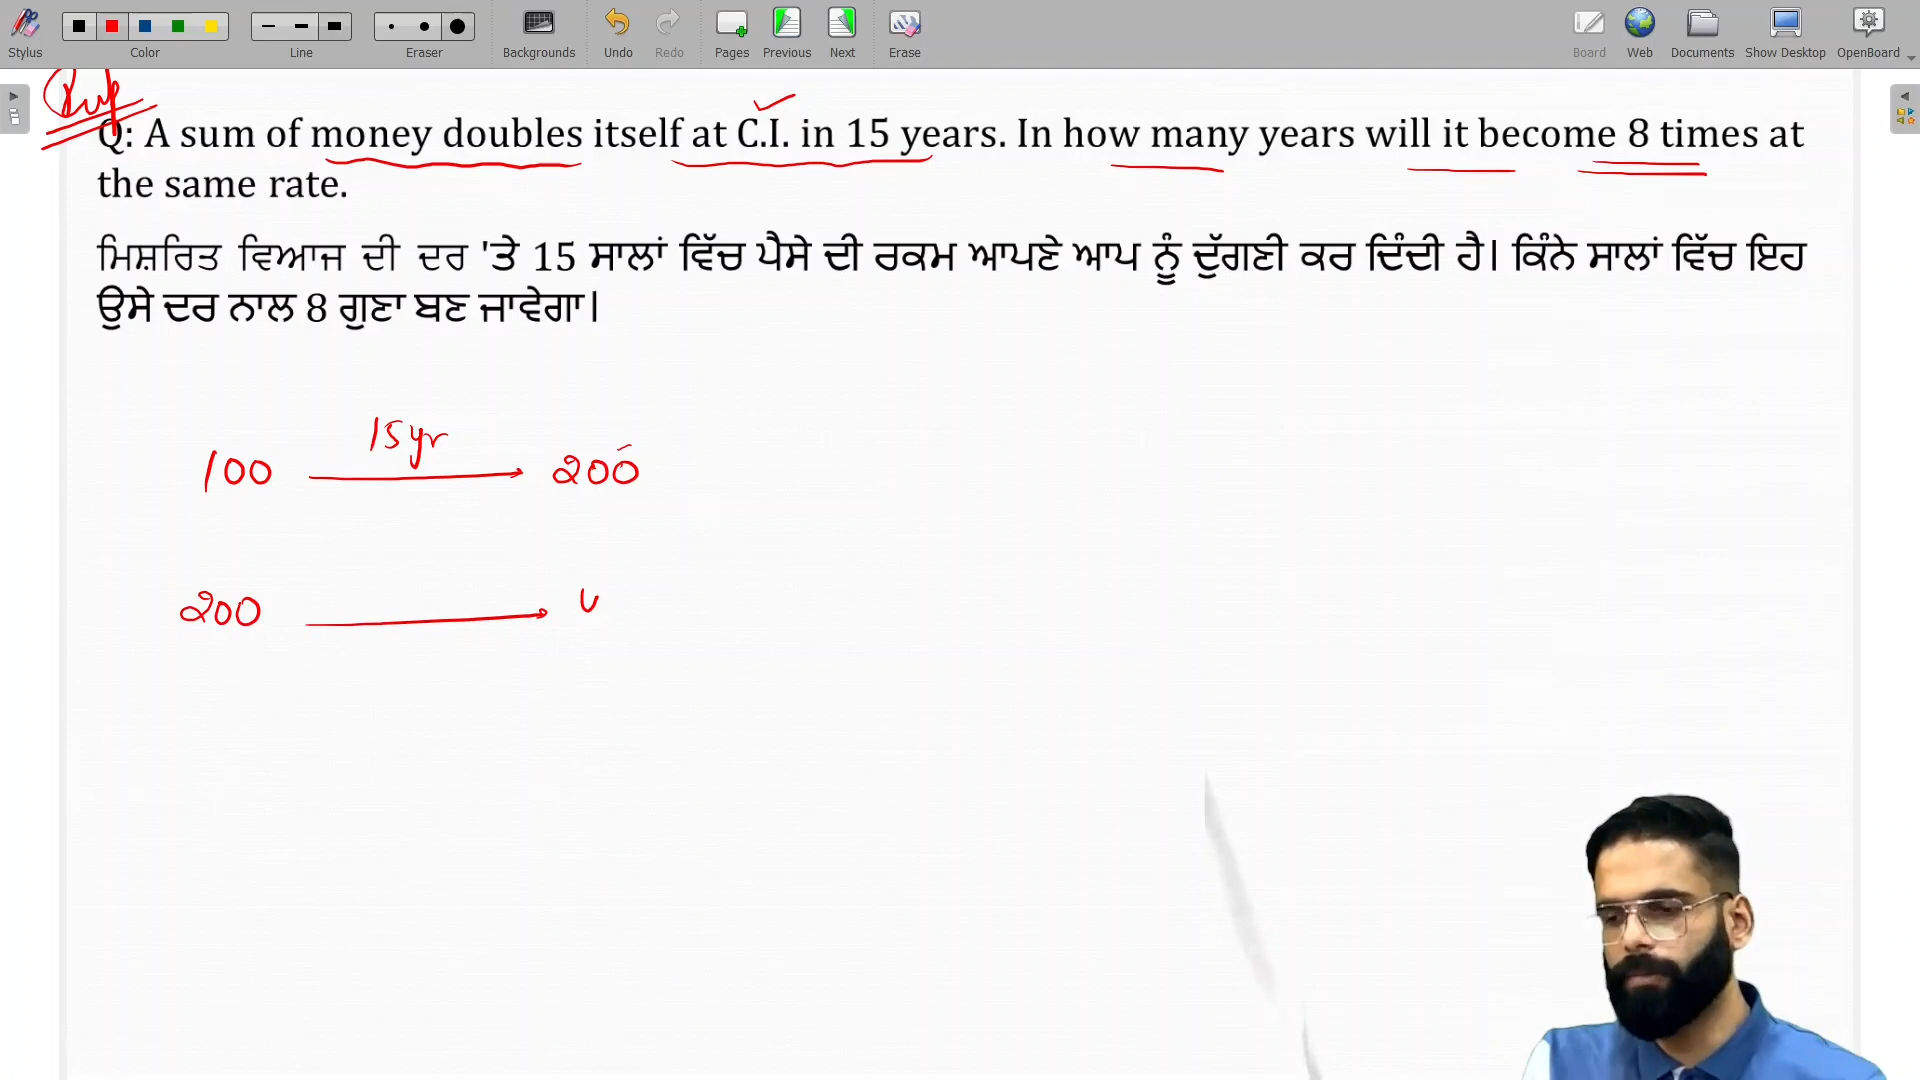 Stylus Color Line Eraser Backgrounds Undo Redo Pages Previous Next Erase Board Web Documents Show Desktop OpenBoard
Q: A sum of money doubles itself at C.I. in 15 years. In how many years will it become 8 times at
the same rate.
ਮਿਸ਼ਰਿਤ ਵਿਆਜ ਦੀ ਦਰ 'ਤੇ 15 ਸਾਲਾਂ ਵਿੱਚ ਪੈਸੇ ਦੀ ਰਕਮ ਆਪਣੇ ਆਪ ਨੂੰ ਦੁੱਗਣੀ ਕਰ ਦਿੰਦੀ ਹੈ। ਕਿੰਨੇ ਸਾਲਾਂ ਵਿੱਚ ਇਹ
ਉਸੇ ਦਰ ਨਾਲ 8 ਗੁਣਾ ਬਣ ਜਾਵੇਗਾ।
15yr
100 200
200